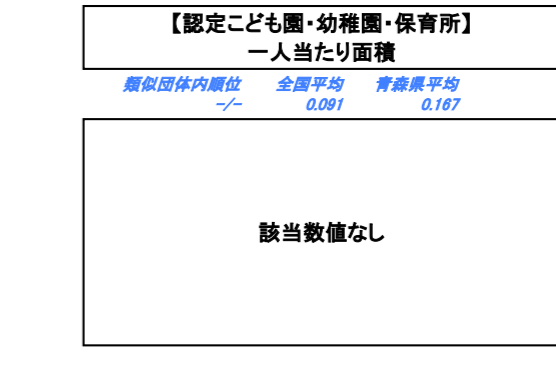 【認定こども園・幼稚園・保育所】
一人当たり面積
類似団体内順位 全国平均 青森県平均
-/- 0.091 0.167
該当数値なし